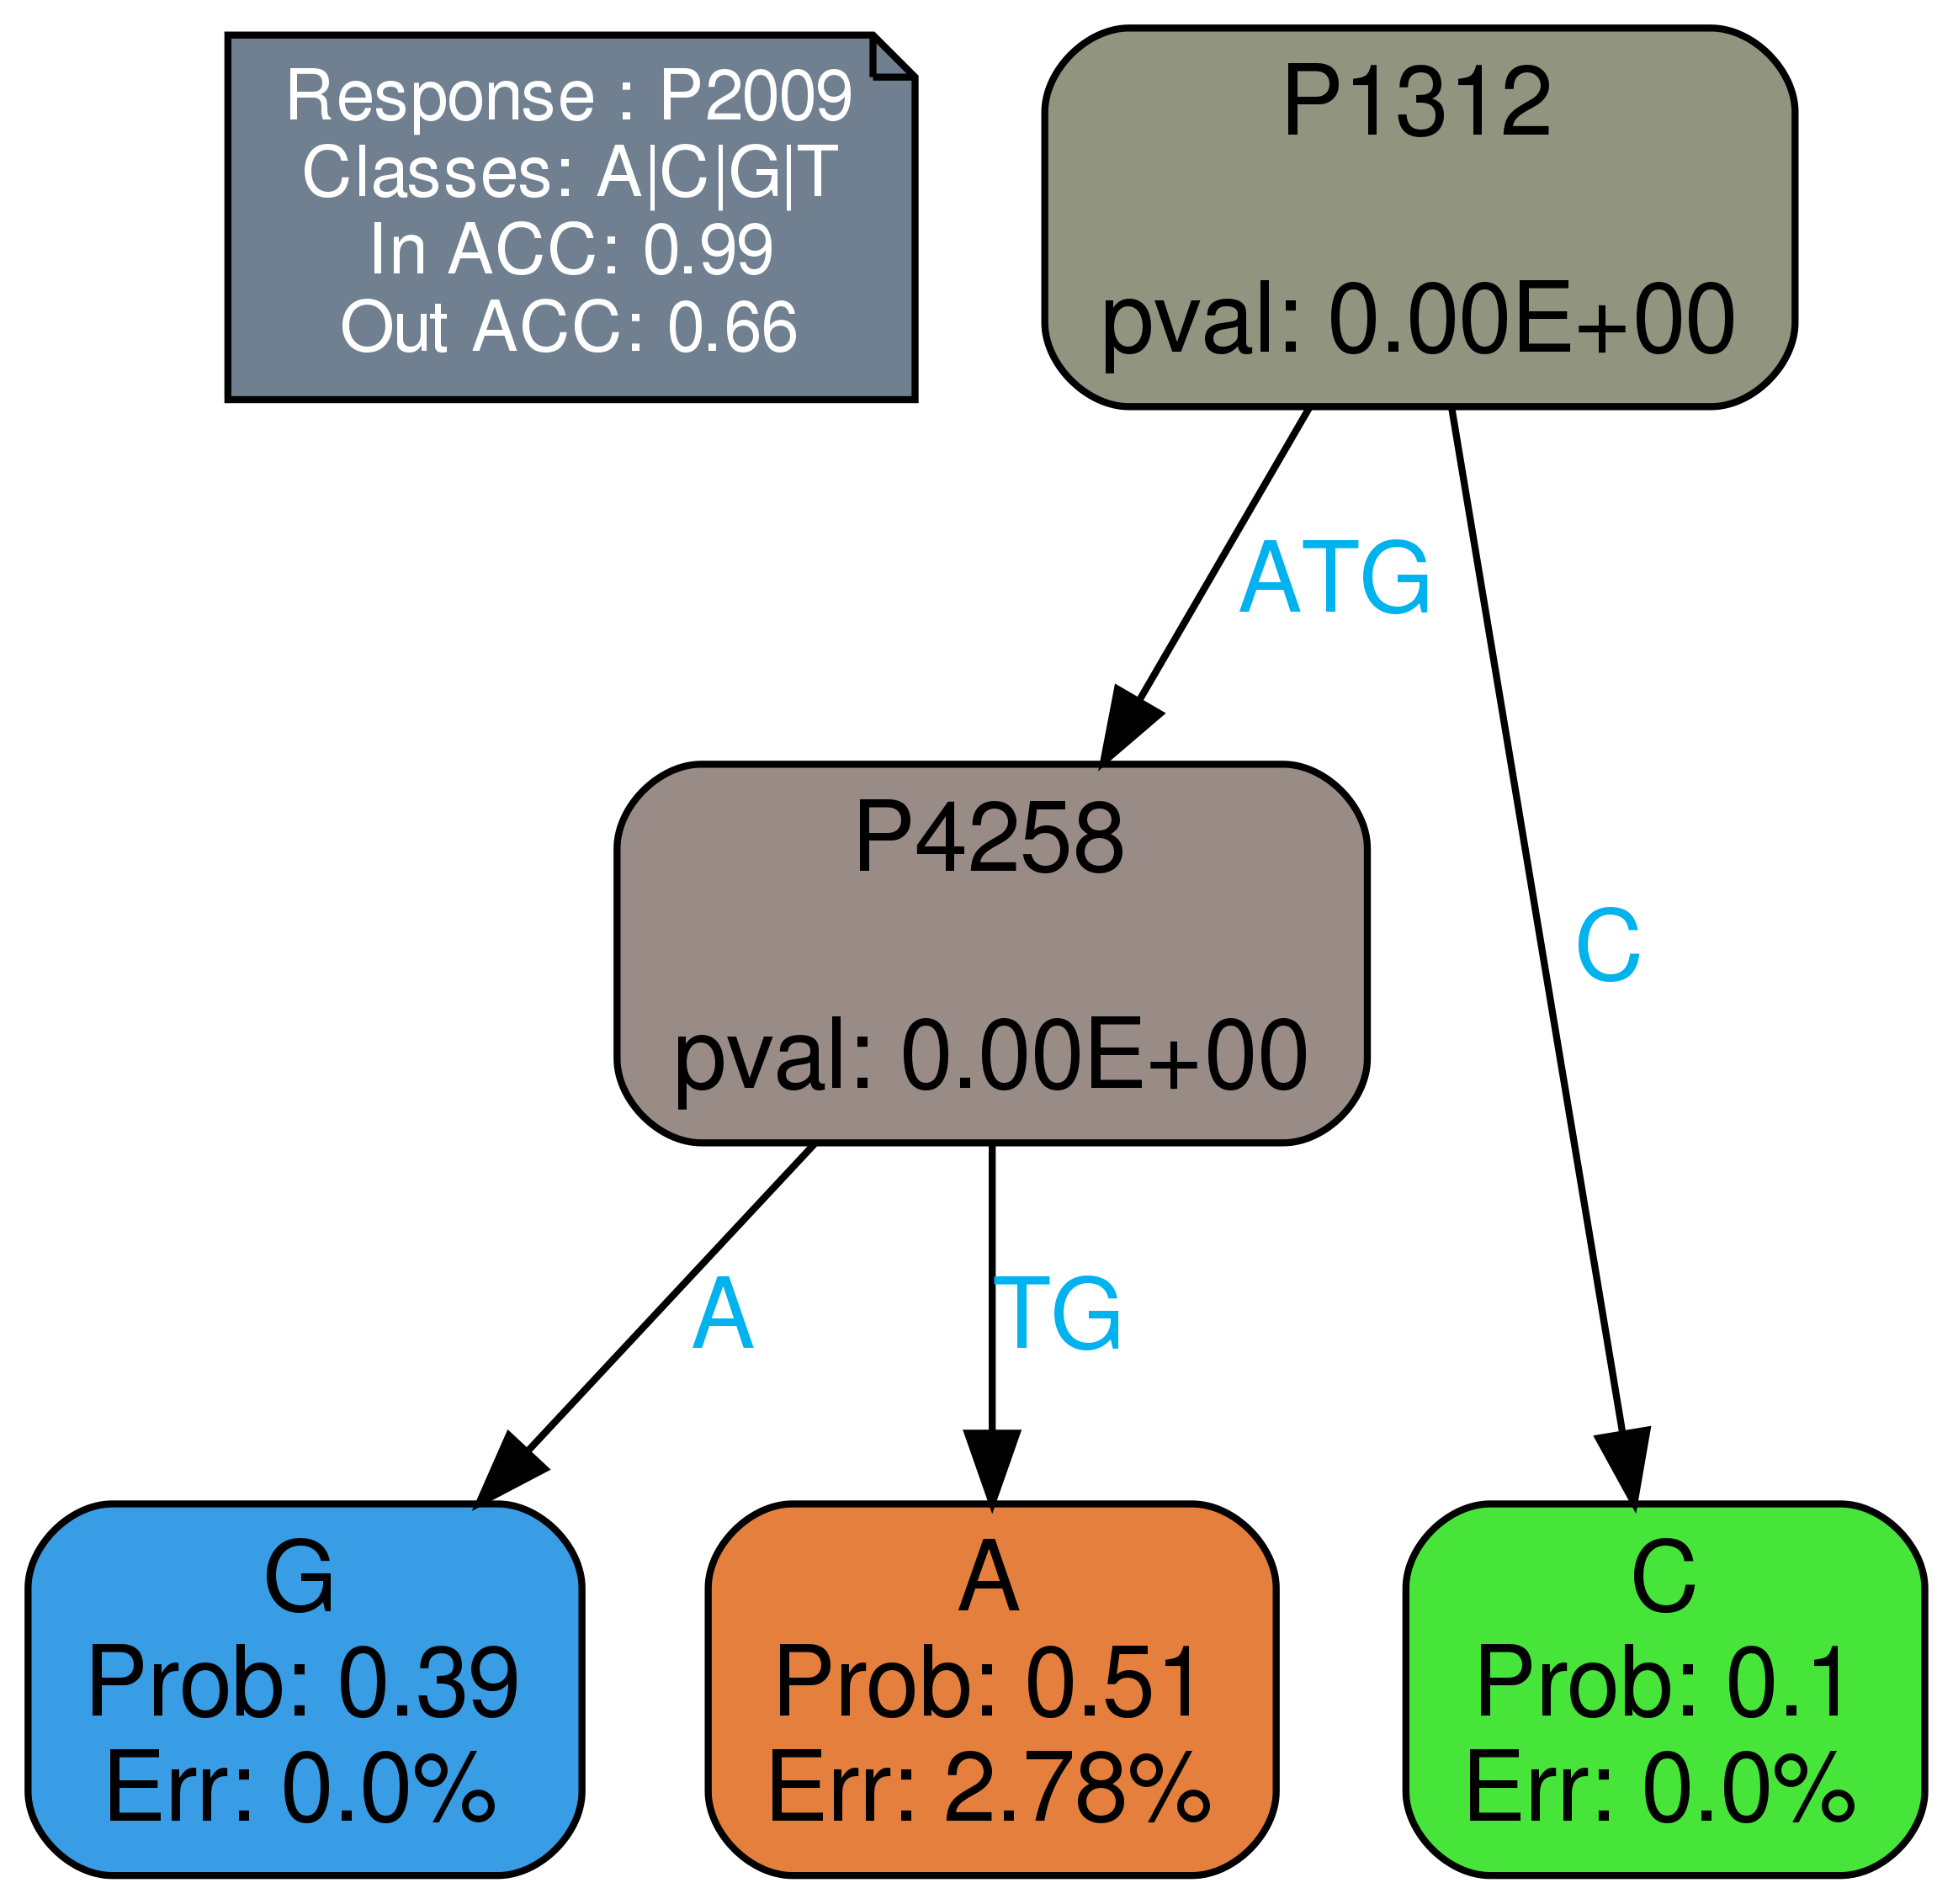 Response : P2009
Classes: A|C|G|T
In ACC: 0.99
Out ACC: 0.66
P1312
pval: 0.00E+00
ATG
C
P4258
pval: 0.00E+00
A
TG
G
Prob: 0.39
Err: 0.0%
A
Prob: 0.51
Err: 2.78%
C
Prob: 0.1
Err: 0.0%